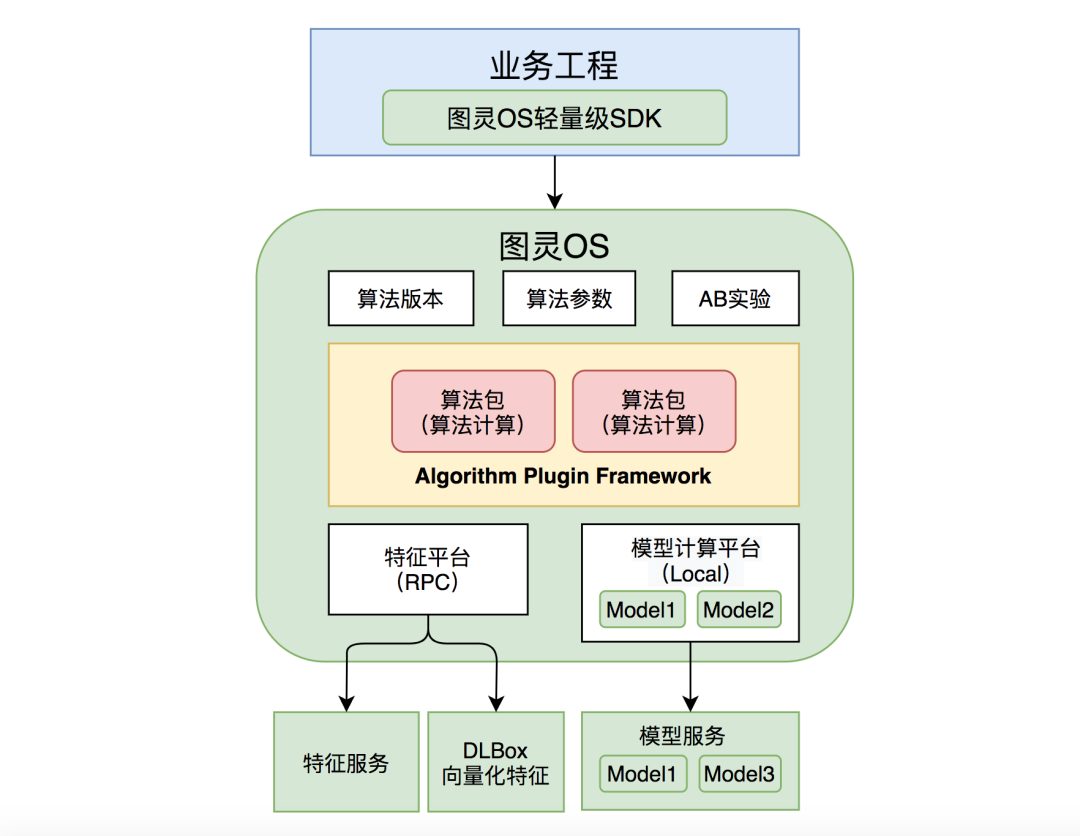 业务工程
图灵OS轻量级SDK
图灵OS
算法版本
算法参数
AB实验
算法包
（算法计算）
算法包
（算法计算）
Algorithm Plugin Framework
特征平台
（RPC）
模型计算平台
（Local）
Model1
Model2
特征服务
DLBox
向量化特征
模型服务
Model1
Model3